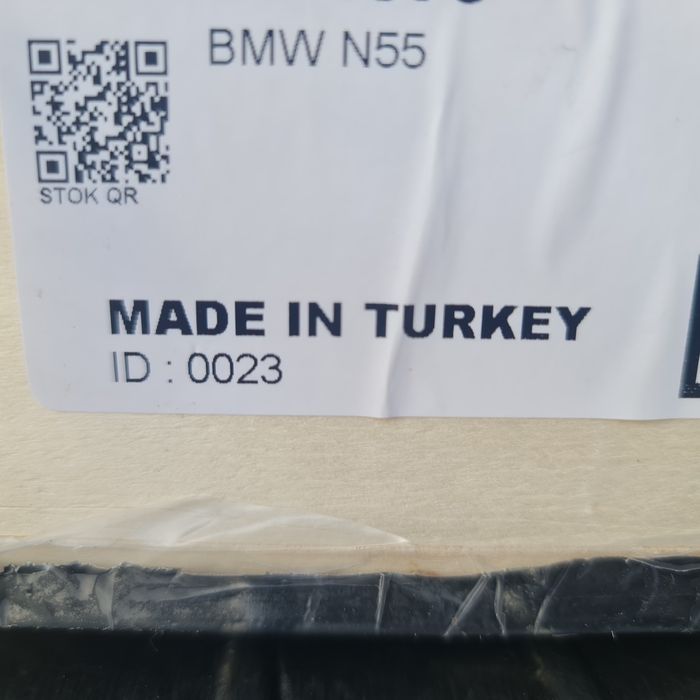 BMW N55
STOK QR
MADE IN TURKEY
ID : 0023